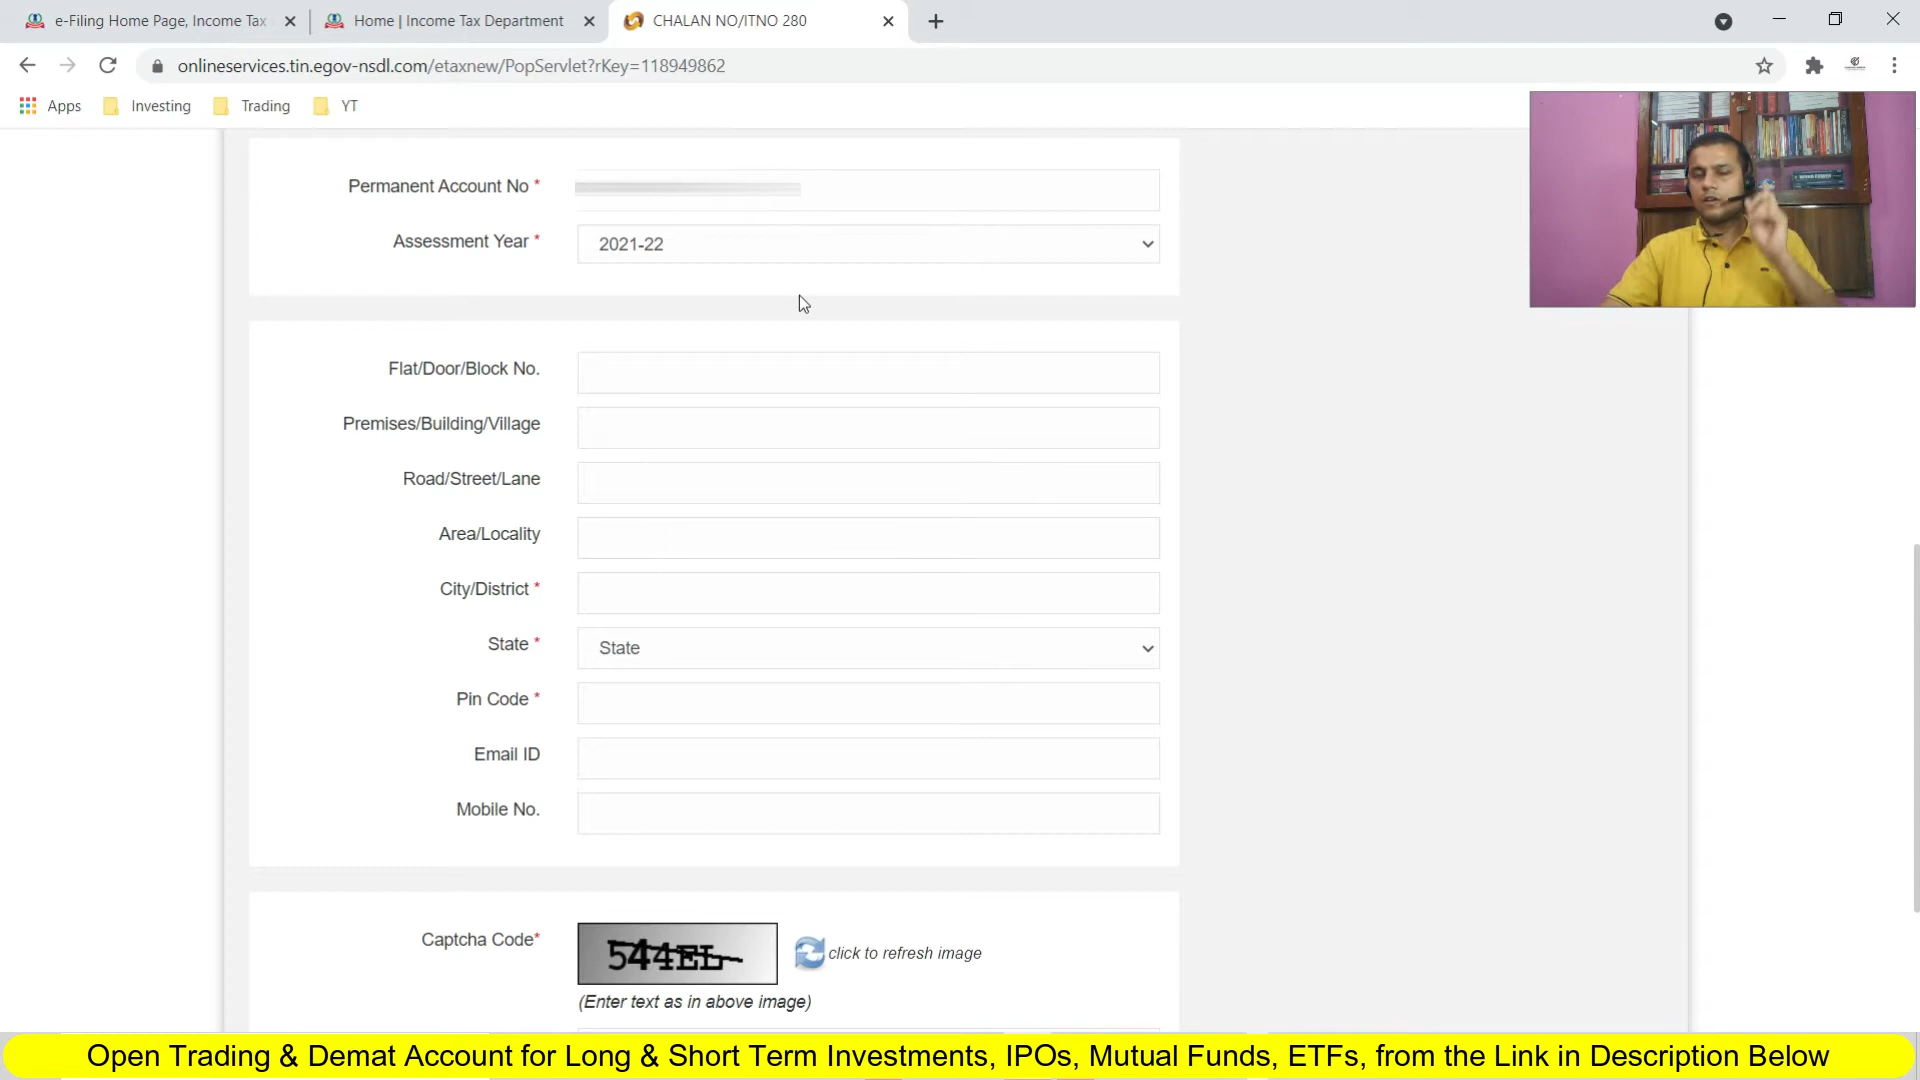 e-Filing Home Page, Income Tax
Home | Income Tax Department
CHALAN NO/ITNO 280
onlineservices.tin.egov-nsdl.com/etaxnew/PopServlet?rKey=118949862
Apps
Investing
Trading
YT
Permanent Account No *
Assessment Year *
2021-22
Flat/Door/Block No.
Premises/Building/Village
Road/Street/Lane
Area/Locality
City/District *
State *
State
Pin Code *
Email ID
Mobile No.
Captcha Code*
544EL
click to refresh image
(Enter text as in above image)
Open Trading & Demat Account for Long & Short Term Investments, IPOs, Mutual Funds, ETFs, from the Link in Description Below